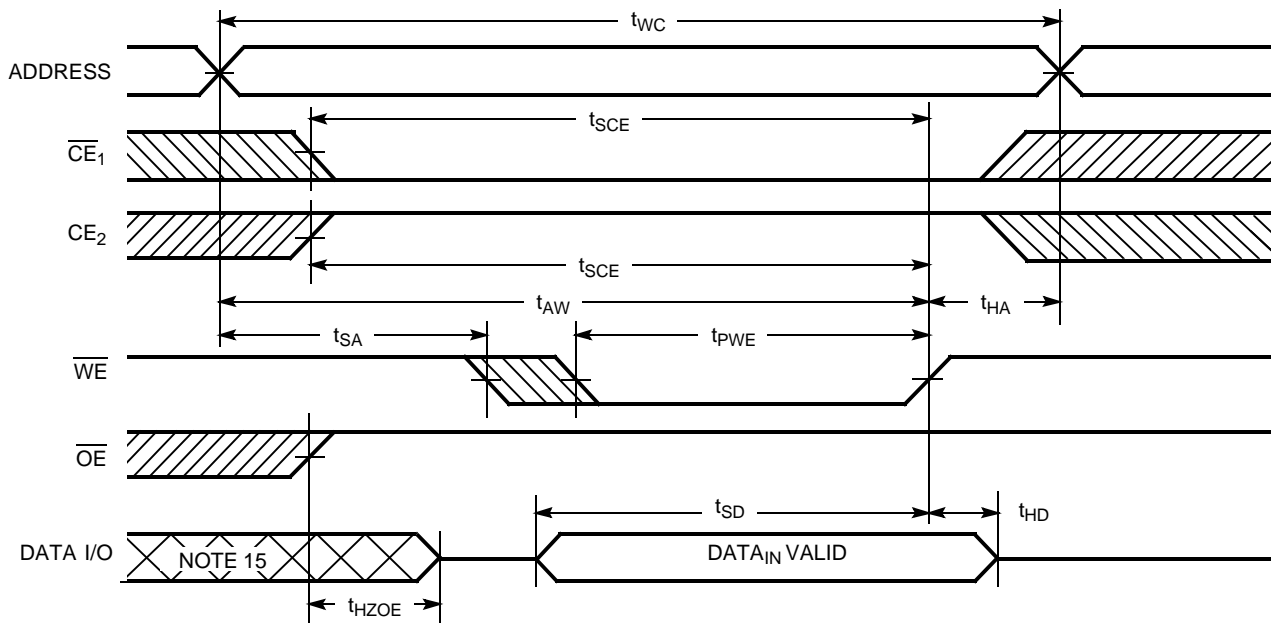 tWC
ADDRESS
tSCE
CE1
CE2
tSCE
tAW
tHA
tSA
tPWE
WE
OE
tSD
tHD
DATA I/O
NOTE 15
DATAIN VALID
tHZOE